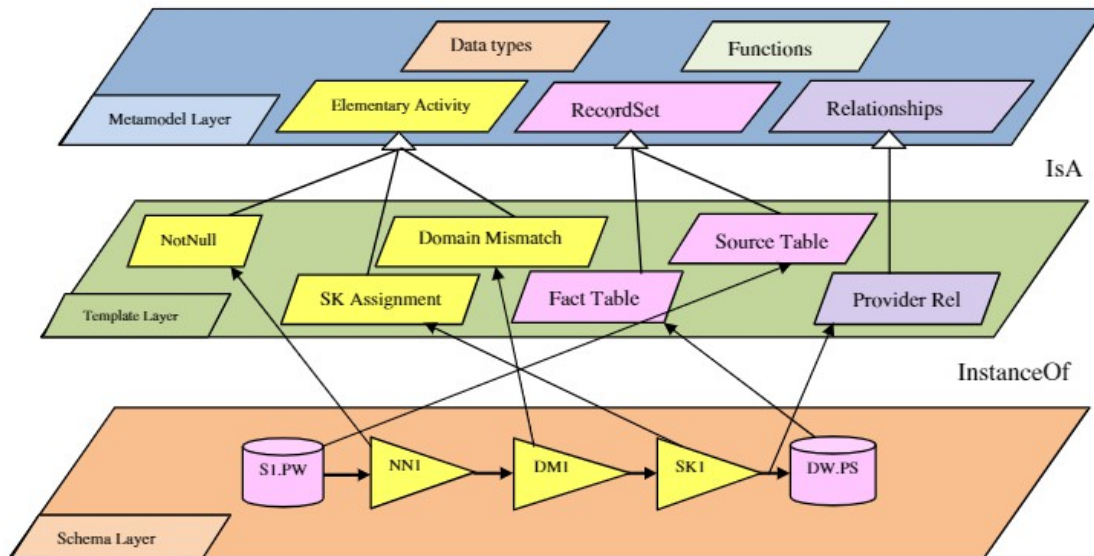 Data types
Functions
Elementary Activity
RecordSet
Relationships
Metamodel Layer
IsA
NotNull
Domain Mismatch
Source Table
SK Assignment
Fact Table
Provider Rel
Template Layer
InstanceOf
S1.PW
NN1
DM1
SK1
DW.PS
Schema Layer